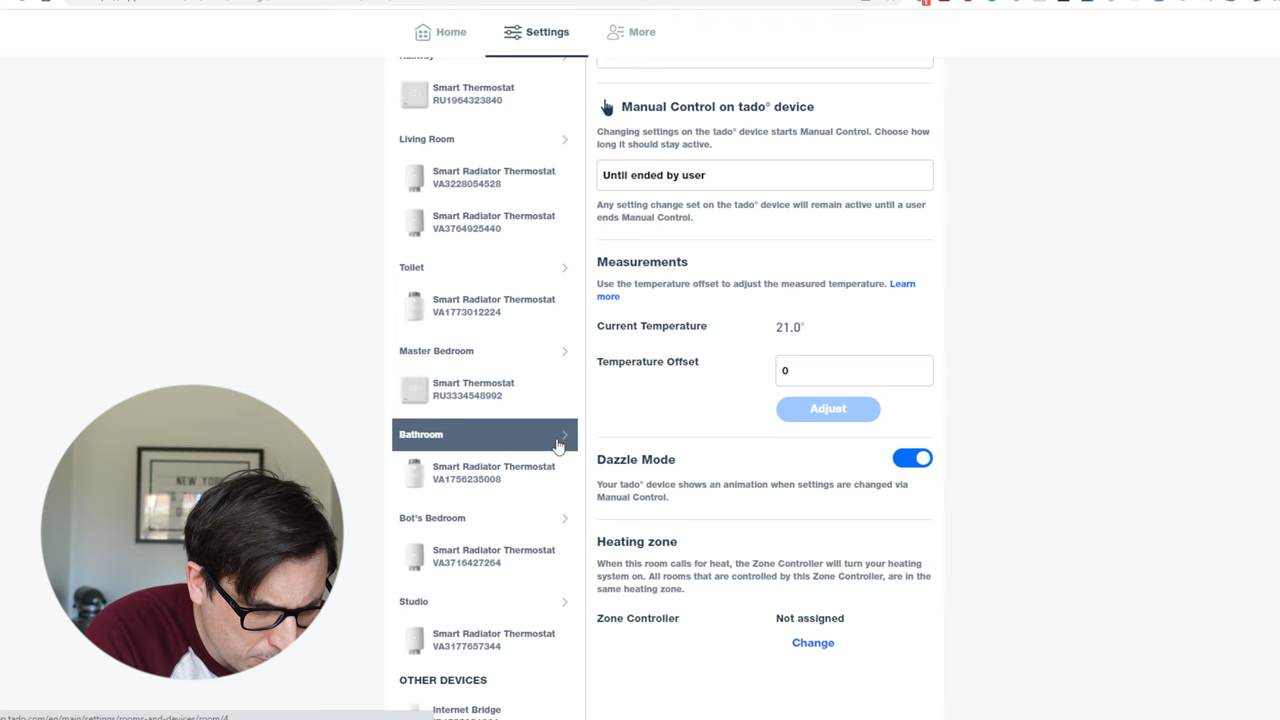 Home
Settings
More
Hallway
Smart Thermostat
RU1964323840
Living Room
Smart Radiator Thermostat
VA3228054528
Smart Radiator Thermostat
VA3764925440
Toilet
Smart Radiator Thermostat
VA1773012224
Master Bedroom
Smart Thermostat
RU3334548992
Bathroom
Smart Radiator Thermostat
VA1756235008
Bot's Bedroom
Smart Radiator Thermostat
VA3716427264
Studio
Smart Radiator Thermostat
VA3177657344
OTHER DEVICES
Internet Bridge
Manual Control on tado° device
Changing settings on the tado° device starts Manual Control. Choose how
long it should stay active.
Until ended by user
Any setting change set on the tado° device will remain active until a user
ends Manual Control.
Measurements
Use the temperature offset to adjust the measured temperature. Learn
more
Current Temperature 21.0°
Temperature Offset 0
Adjust
Dazzle Mode
Your tado° device shows an animation when settings are changed via
Manual Control.
Heating zone
When this room calls for heat, the Zone Controller will turn your heating
system on. All rooms that are controlled by this Zone Controller, are in the
same heating zone.
Zone Controller Not assigned
Change
NEW YORK